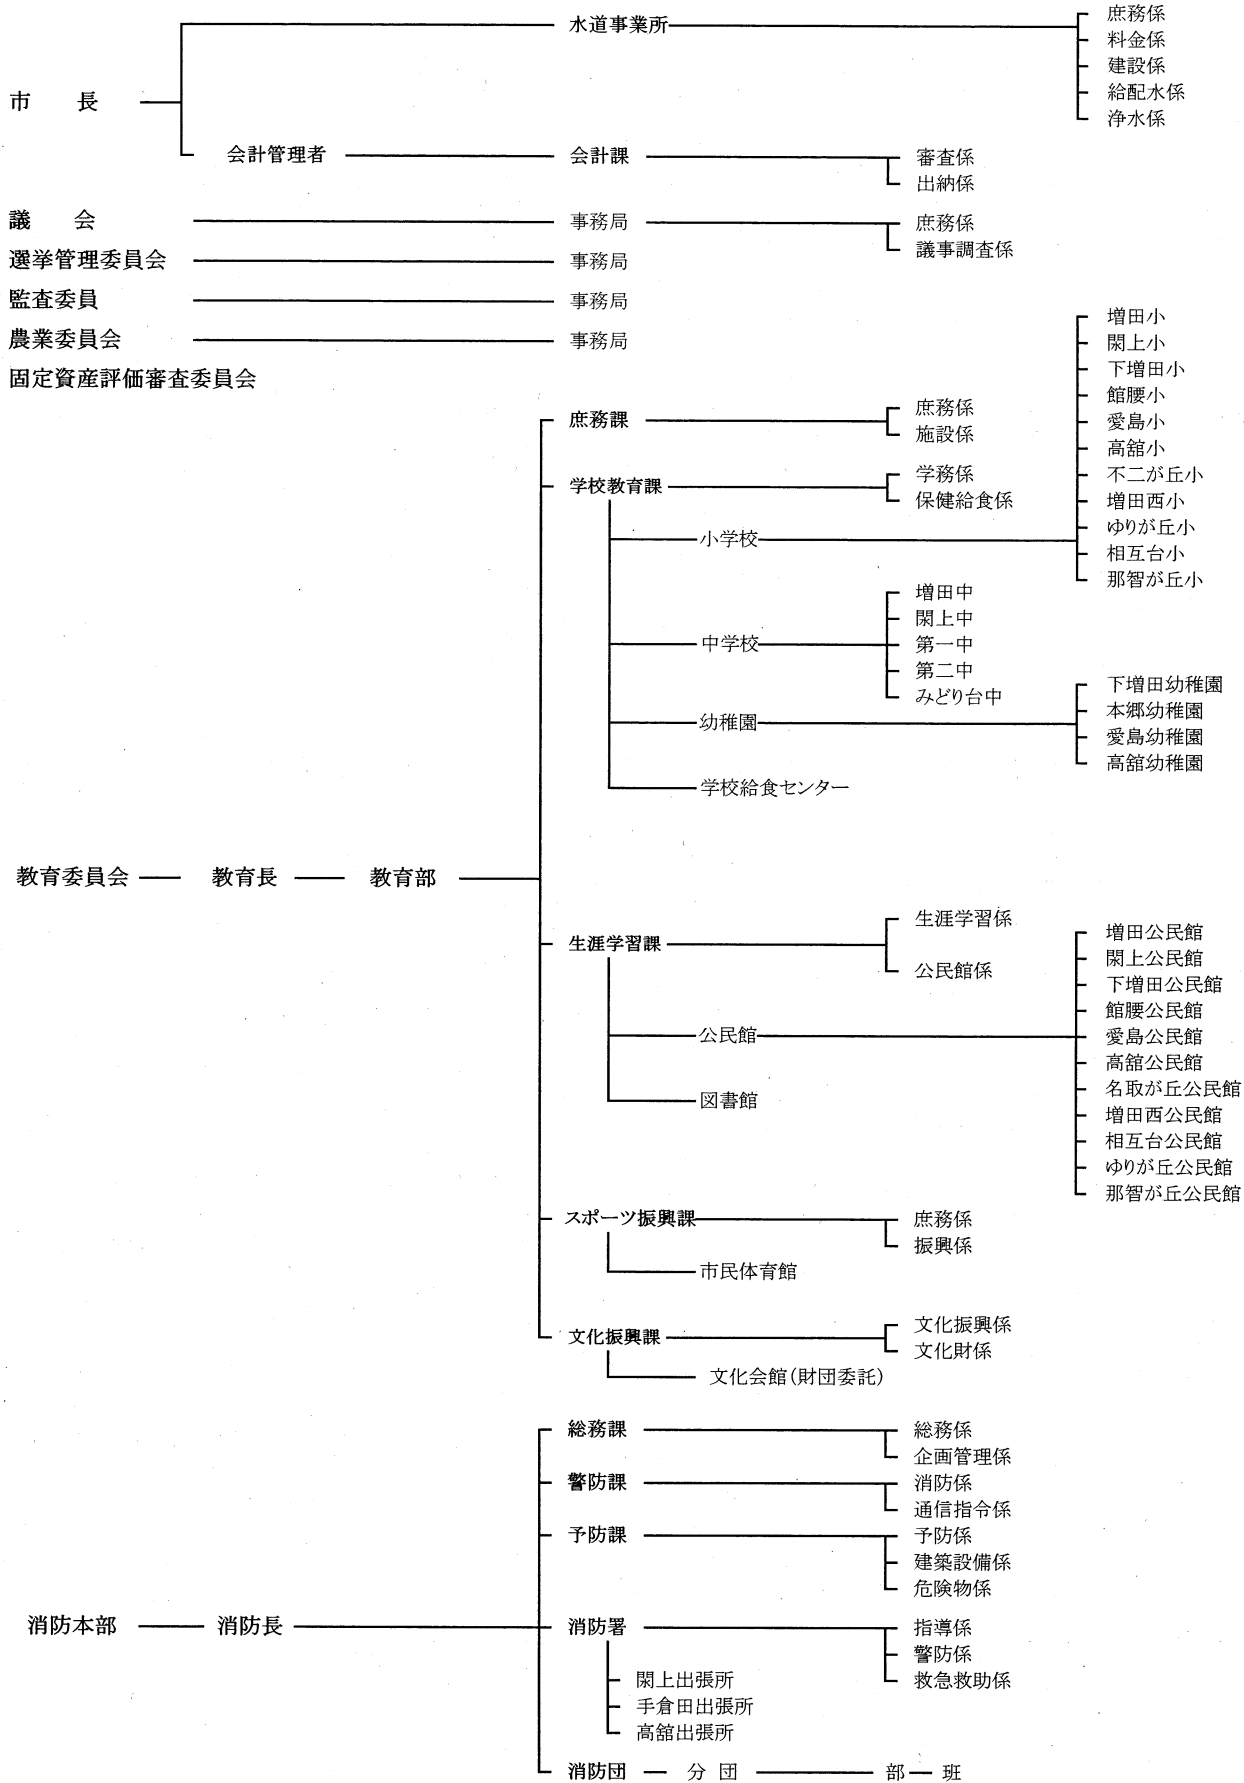 水道事業所
庶務係
料金係
建設係
給配水係
浄水係
市　　長
会計管理者
会計課
審査係
出納係
議　　会
事務局
庶務係
議事調査係
選挙管理委員会
事務局
監査委員
事務局
農業委員会
事務局
固定資産評価審査委員会
教育委員会
教育長
教育部
庶務課
庶務係
施設係
学校教育課
学務係
保健給食係
小学校
増田小
閖上小
下増田小
館腰小
愛島小
高舘小
不二が丘小
増田西小
ゆりが丘小
相互台小
那智が丘小
中学校
増田中
閖上中
第一中
第二中
みどり台中
幼稚園
下増田幼稚園
本郷幼稚園
愛島幼稚園
高舘幼稚園
学校給食センター
生涯学習課
生涯学習係
公民館係
公民館
増田公民館
閖上公民館
下増田公民館
館腰公民館
愛島公民館
高舘公民館
名取が丘公民館
増田西公民館
相互台公民館
ゆりが丘公民館
那智が丘公民館
図書館
スポーツ振興課
庶務係
振興係
市民体育館
文化振興課
文化振興係
文化財係
文化会館(財団委託)
消防本部
消防長
総務課
総務係
企画管理係
警防課
消防係
通信指令係
予防課
予防係
建築設備係
危険物係
消防署
指導係
警防係
救急救助係
閖上出張所
手倉田出張所
高舘出張所
消防団
分 団
部
班